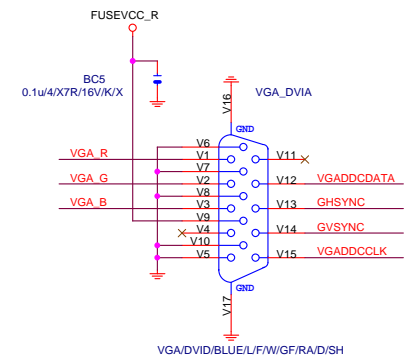 FUSEVCC_R
BC5
0.1u/4/X7R/16V/K/X
V16
VGA_DVIA
GND
V6
VGA_R V1 V11
V7
VGA_G V2 V12 VGADDCDATA
V8
VGA_B V3 V13 GHSYNC
V9
V4 V14 GVSYNC
V10
V5 V15 VGADDCCLK
GND
V17
VGA/DVID/BLUE/L/F/W/GF/RA/D/SH